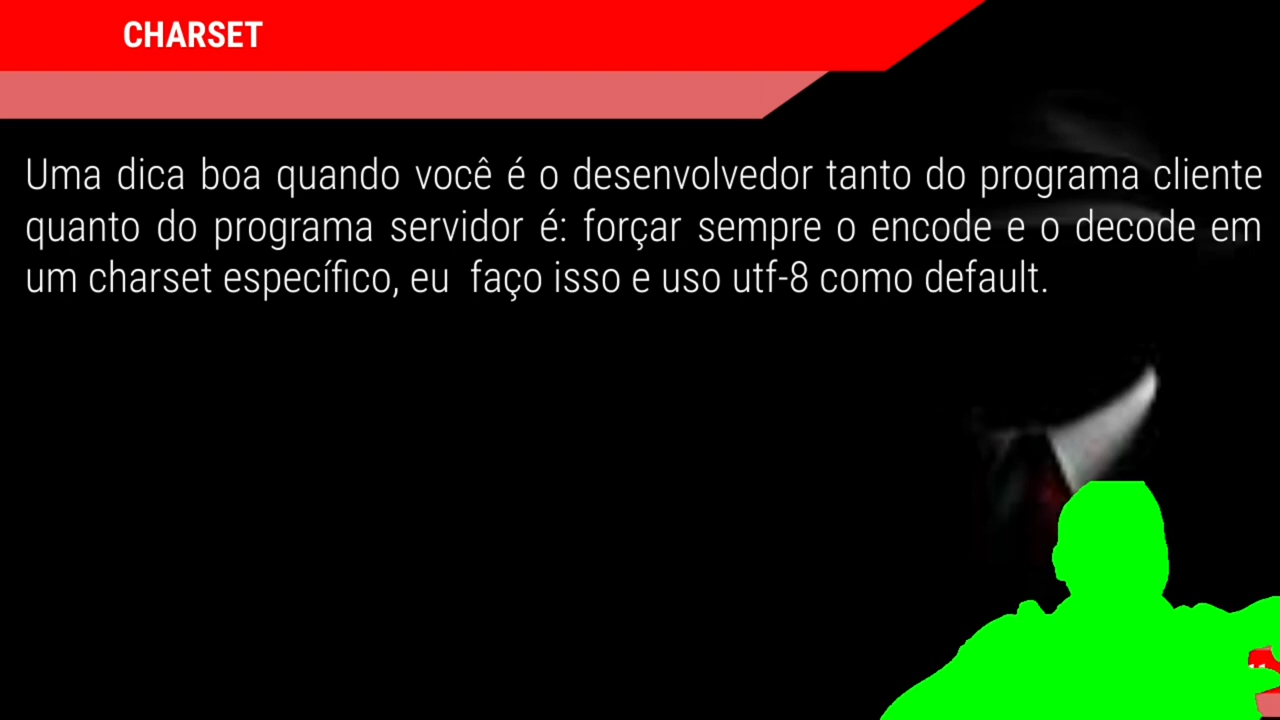 CHARSET
Uma dica boa quando você é o desenvolvedor tanto do programa cliente
quanto do programa servidor é: forçar sempre o encode e o decode em
um charset específico, eu  faço isso e uso utf-8 como default.